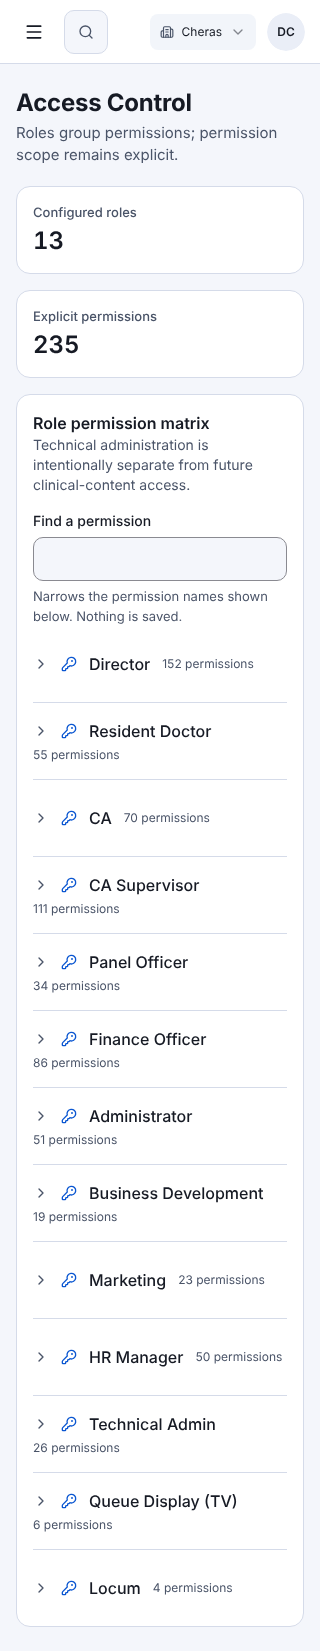 Cheras
DC
Access Control
Roles group permissions; permission
scope remains explicit.
Configured roles
13
Explicit permissions
235
Role permission matrix
Technical administration is
intentionally separate from future
clinical-content access.
Find a permission
Narrows the permission names shown
below. Nothing is saved.
Director 152 permissions
Resident Doctor
55 permissions
CA 70 permissions
CA Supervisor
111 permissions
Panel Officer
34 permissions
Finance Officer
86 permissions
Administrator
51 permissions
Business Development
19 permissions
Marketing 23 permissions
HR Manager 50 permissions
Technical Admin
26 permissions
Queue Display (TV)
6 permissions
Locum 4 permissions